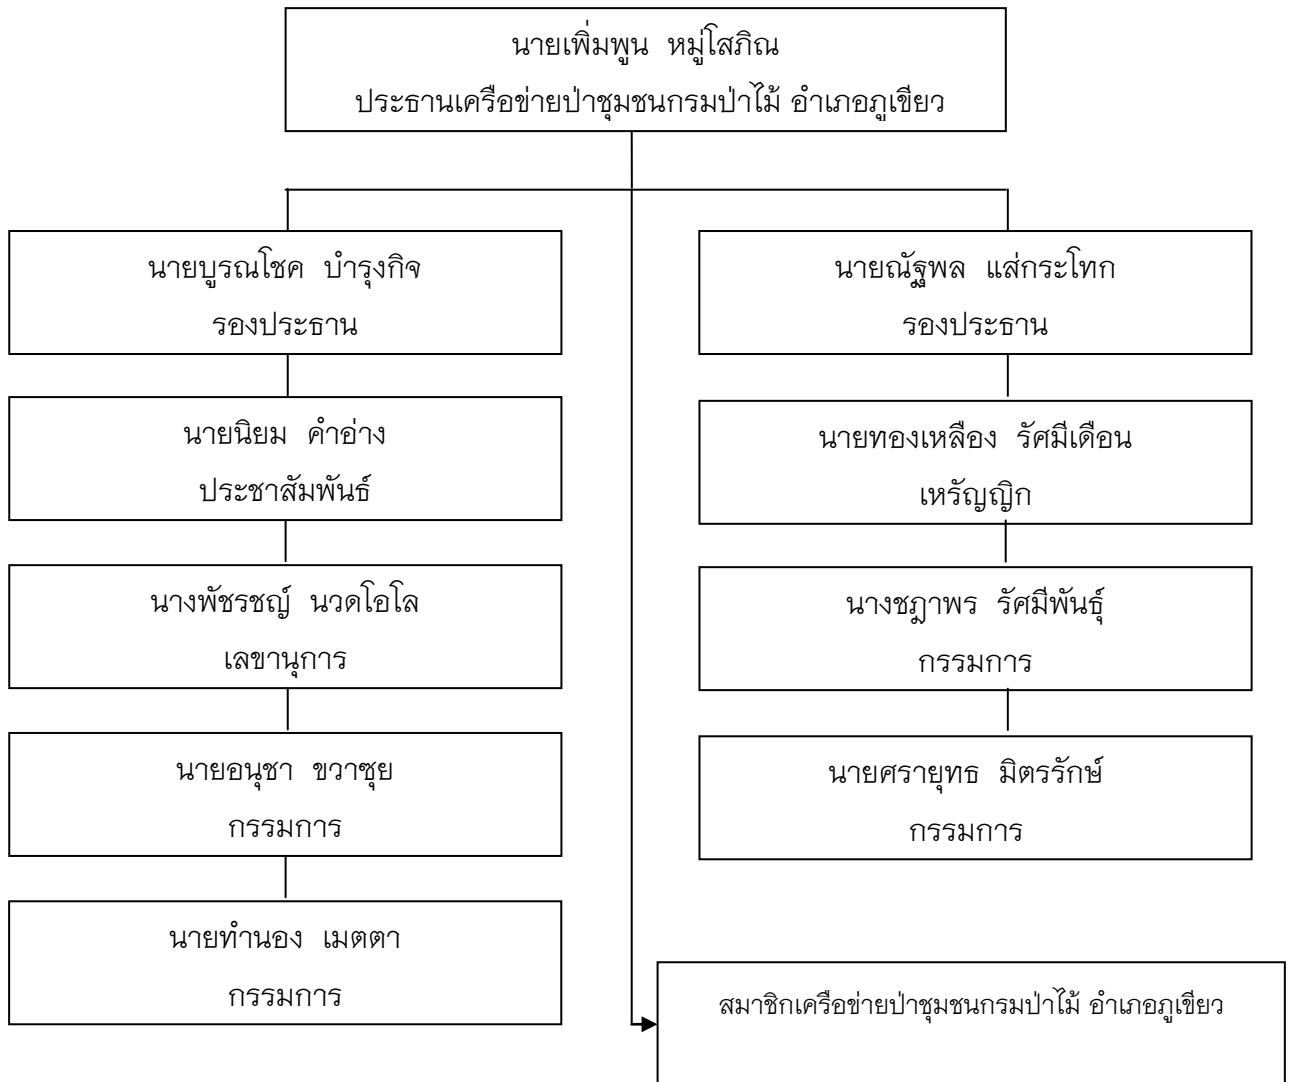 นายเพิ่มพูน หมู่โสภิณ
ประธานเครือข่ายป่าชุมชนกรมป่าไม้ อำเภอภูเขียว
นายบูรณโชค บำรุงกิจ
รองประธาน
นายณัฐพล แส่กระโทก
รองประธาน
นายนิยม คำอ่าง
ประชาสัมพันธ์
นายทองเหลือง รัศมีเดือน
เหรัญญิก
นางพัชรชญ์ นวดโอโล
เลขานุการ
นางชฎาพร รัศมีพันธุ์
กรรมการ
นายอนุชา ขวาซุย
กรรมการ
นายศรายุทธ มิตรรักษ์
กรรมการ
นายทำนอง เมตตา
กรรมการ
สมาชิกเครือข่ายป่าชุมชนกรมป่าไม้ อำเภอภูเขียว